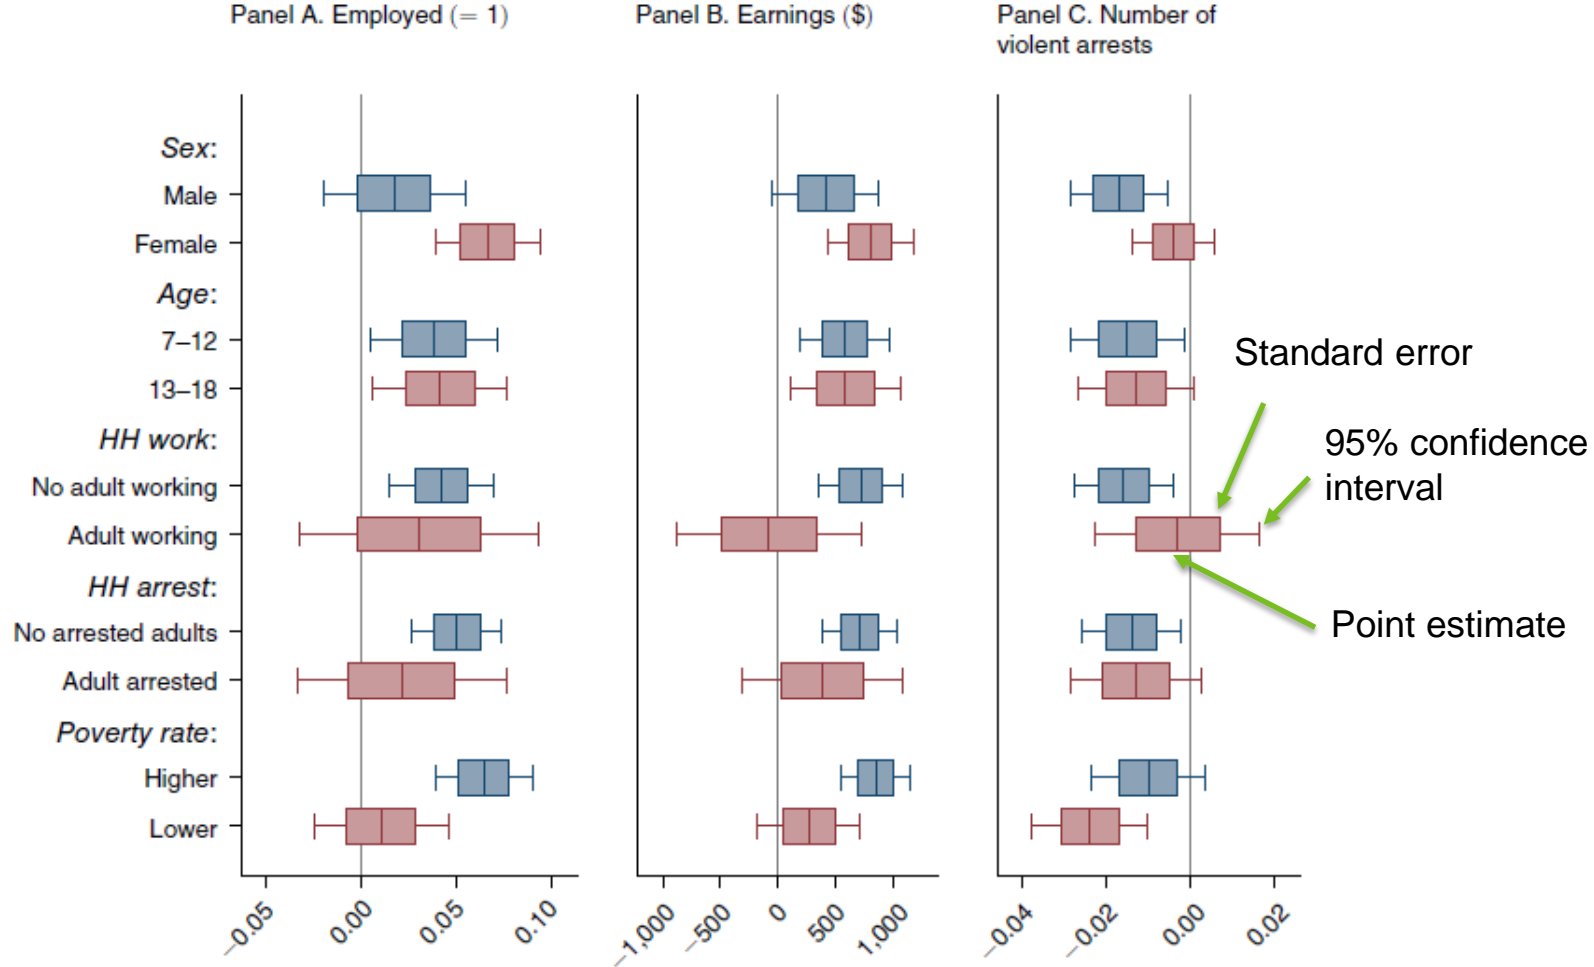 Panel A. Employed (= 1)
Panel B. Earnings ($)
Panel C. Number of
violent arrests
Sex:
Male
Female
Age:
7–12
13–18
HH work:
No adult working
Adult working
HH arrest:
No arrested adults
Adult arrested
Poverty rate:
Higher
Lower
Standard error
95% confidence
interval
Point estimate
−0.05
0.00
0.05
0.10
−1,000
−500
0
500
1,000
−0.04
−0.02
0.00
0.02